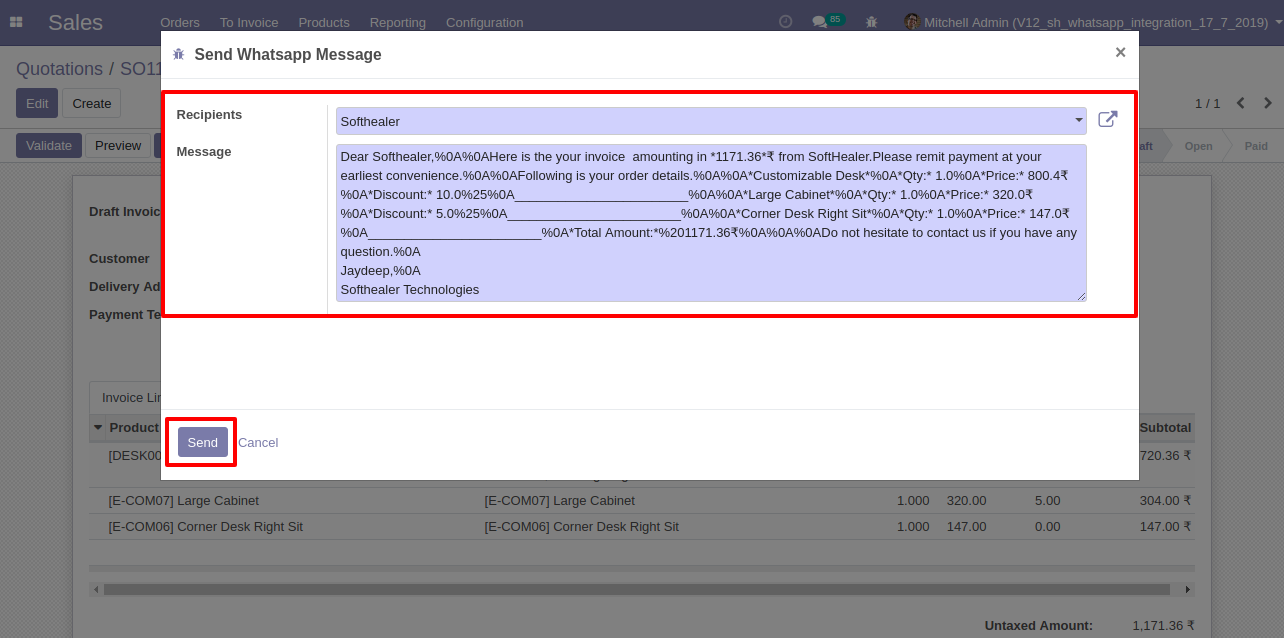 Sales Orders To Invoice Products Reporting Configuration 85 Mitchell Admin (V12_sh_whatsapp_integration_17_7_2019)
Send Whatsapp Message ×
Quotations / SO11
Edit Create 1 / 1
Recipients Softhealer
Validate Preview Open Paid
Message
Dear Softhealer,%0A%0AHere is the your invoice  amounting in *1171.36*₹ from SoftHealer.Please remit payment at your
earliest convenience.%0A%0AFollowing is your order details.%0A%0A*Customizable Desk*%0A*Qty:* 1.0%0A*Price:* 800.4₹
%0A*Discount:* 10.0%25%0A________________________%0A%0A*Large Cabinet*%0A*Qty:* 1.0%0A*Price:* 320.0₹
%0A*Discount:* 5.0%25%0A________________________%0A%0A*Corner Desk Right Sit*%0A*Qty:* 1.0%0A*Price:* 147.0₹
%0A________________________%0A*Total Amount:*%201171.36₹%0A%0A%0ADo not hesitate to contact us if you have any
question.%0A
Jaydeep,%0A
Softhealer Technologies
Draft Invoic
Customer
Delivery Ad
Payment Te
Invoice Lin
Send Cancel
Product Subtotal
[DESK00 720.36 ₹
[E-COM07] Large Cabinet [E-COM07] Large Cabinet 1.000 320.00 5.00 304.00 ₹
[E-COM06] Corner Desk Right Sit [E-COM06] Corner Desk Right Sit 1.000 147.00 0.00 147.00 ₹
Untaxed Amount: 1,171.36 ₹